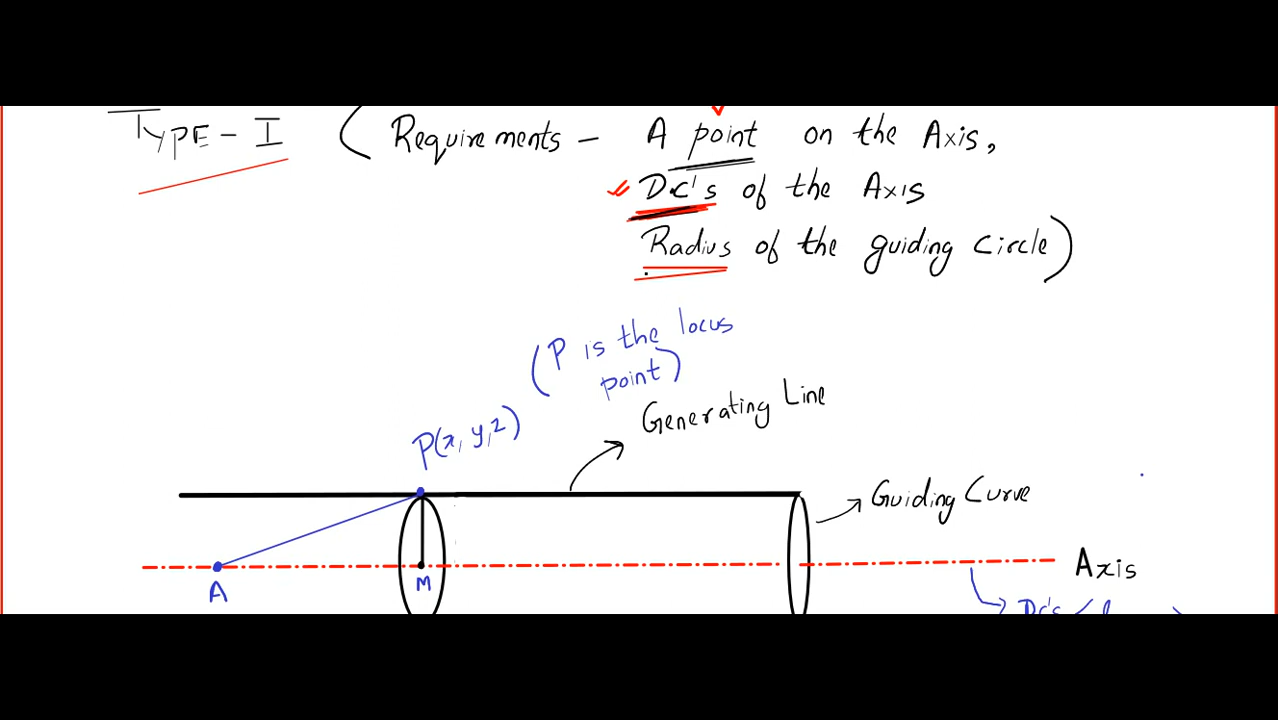 TYPE - I ( Requirements - A point on the Axis,
DC's of the Axis
Radius of the guiding circle)
(P is the locus
point)
Generating Line
P(x, y, z)
Guiding Curve
Axis
A
M
Dc's